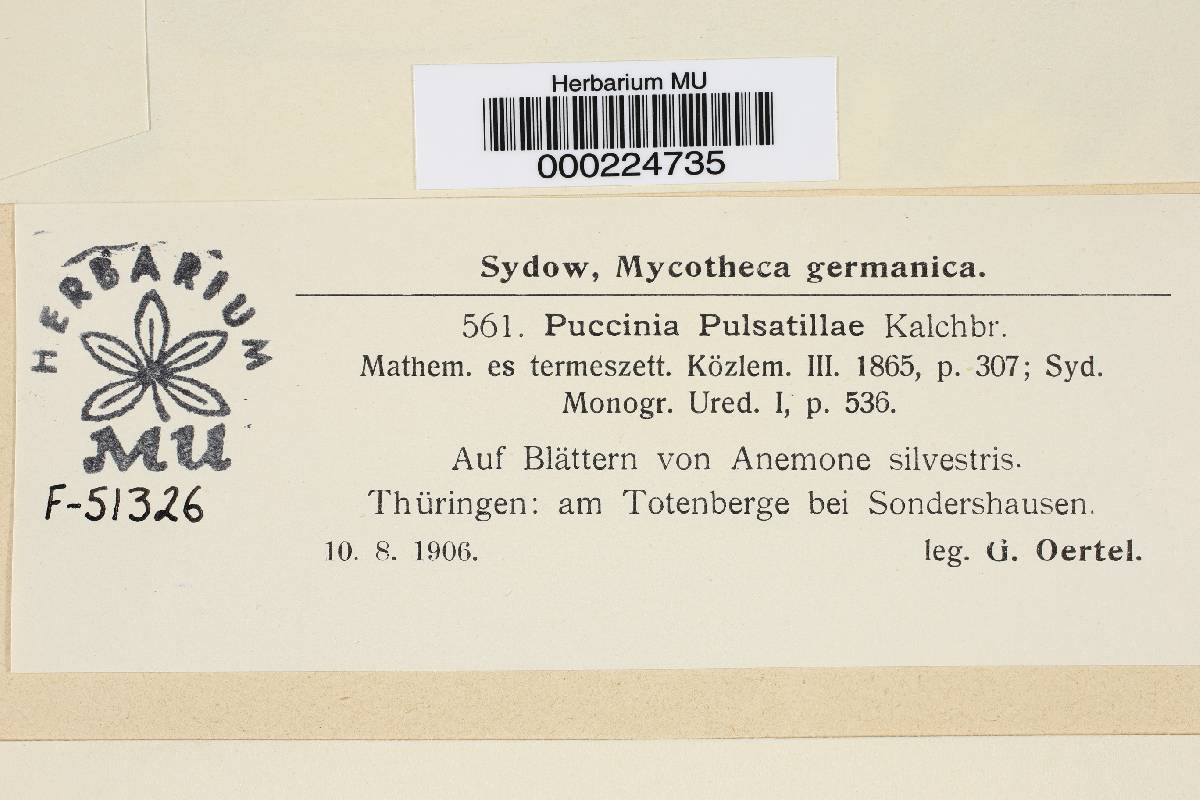 Herbarium MU
000224735
HERBARIUM
MU
F-51326
Sydow, Mycotheca germanica.
561. Puccinia Pulsatillae Kalchbr.
Mathem. es termeszett. Közlem. III. 1865, p. 307; Syd.
Monogr. Ured. I, p. 536.
Auf Blättern von Anemone silvestris.
Thüringen: am Totenberge bei Sondershausen.
10. 8. 1906. leg. G. Oertel.